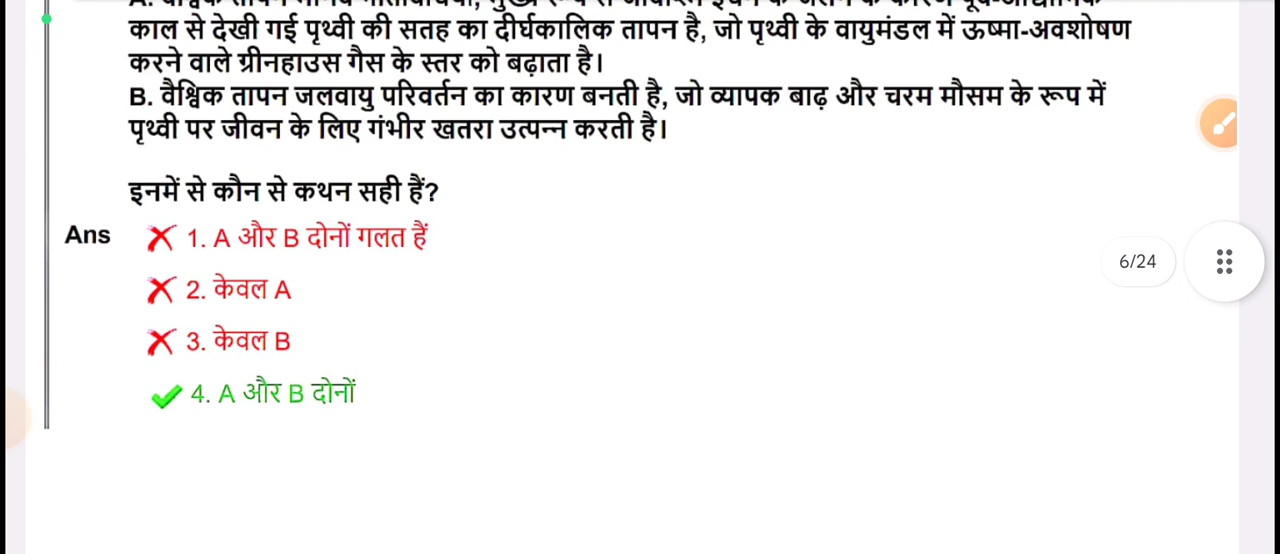 काल से देखी गई पृथ्वी की सतह का दीर्घकालिक तापन है, जो पृथ्वी के वायुमंडल में ऊष्मा-अवशोषण
करने वाले ग्रीनहाउस गैस के स्तर को बढ़ाता है।
B. वैश्विक तापन जलवायु परिवर्तन का कारण बनती है, जो व्यापक बाढ़ और चरम मौसम के रूप में
पृथ्वी पर जीवन के लिए गंभीर खतरा उत्पन्न करती है।
इनमें से कौन से कथन सही हैं?
Ans 1. A और B दोनों गलत हैं
6/24
2. केवल A
3. केवल B
4. A और B दोनों